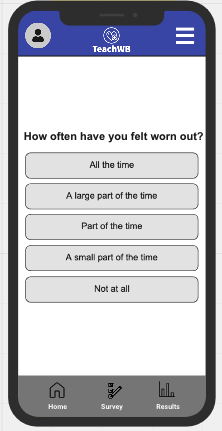 TeachWB
How often have you felt worn out?
All the time
A large part of the time
Part of the time
A small part of the time
Not at all
Home Survey Results